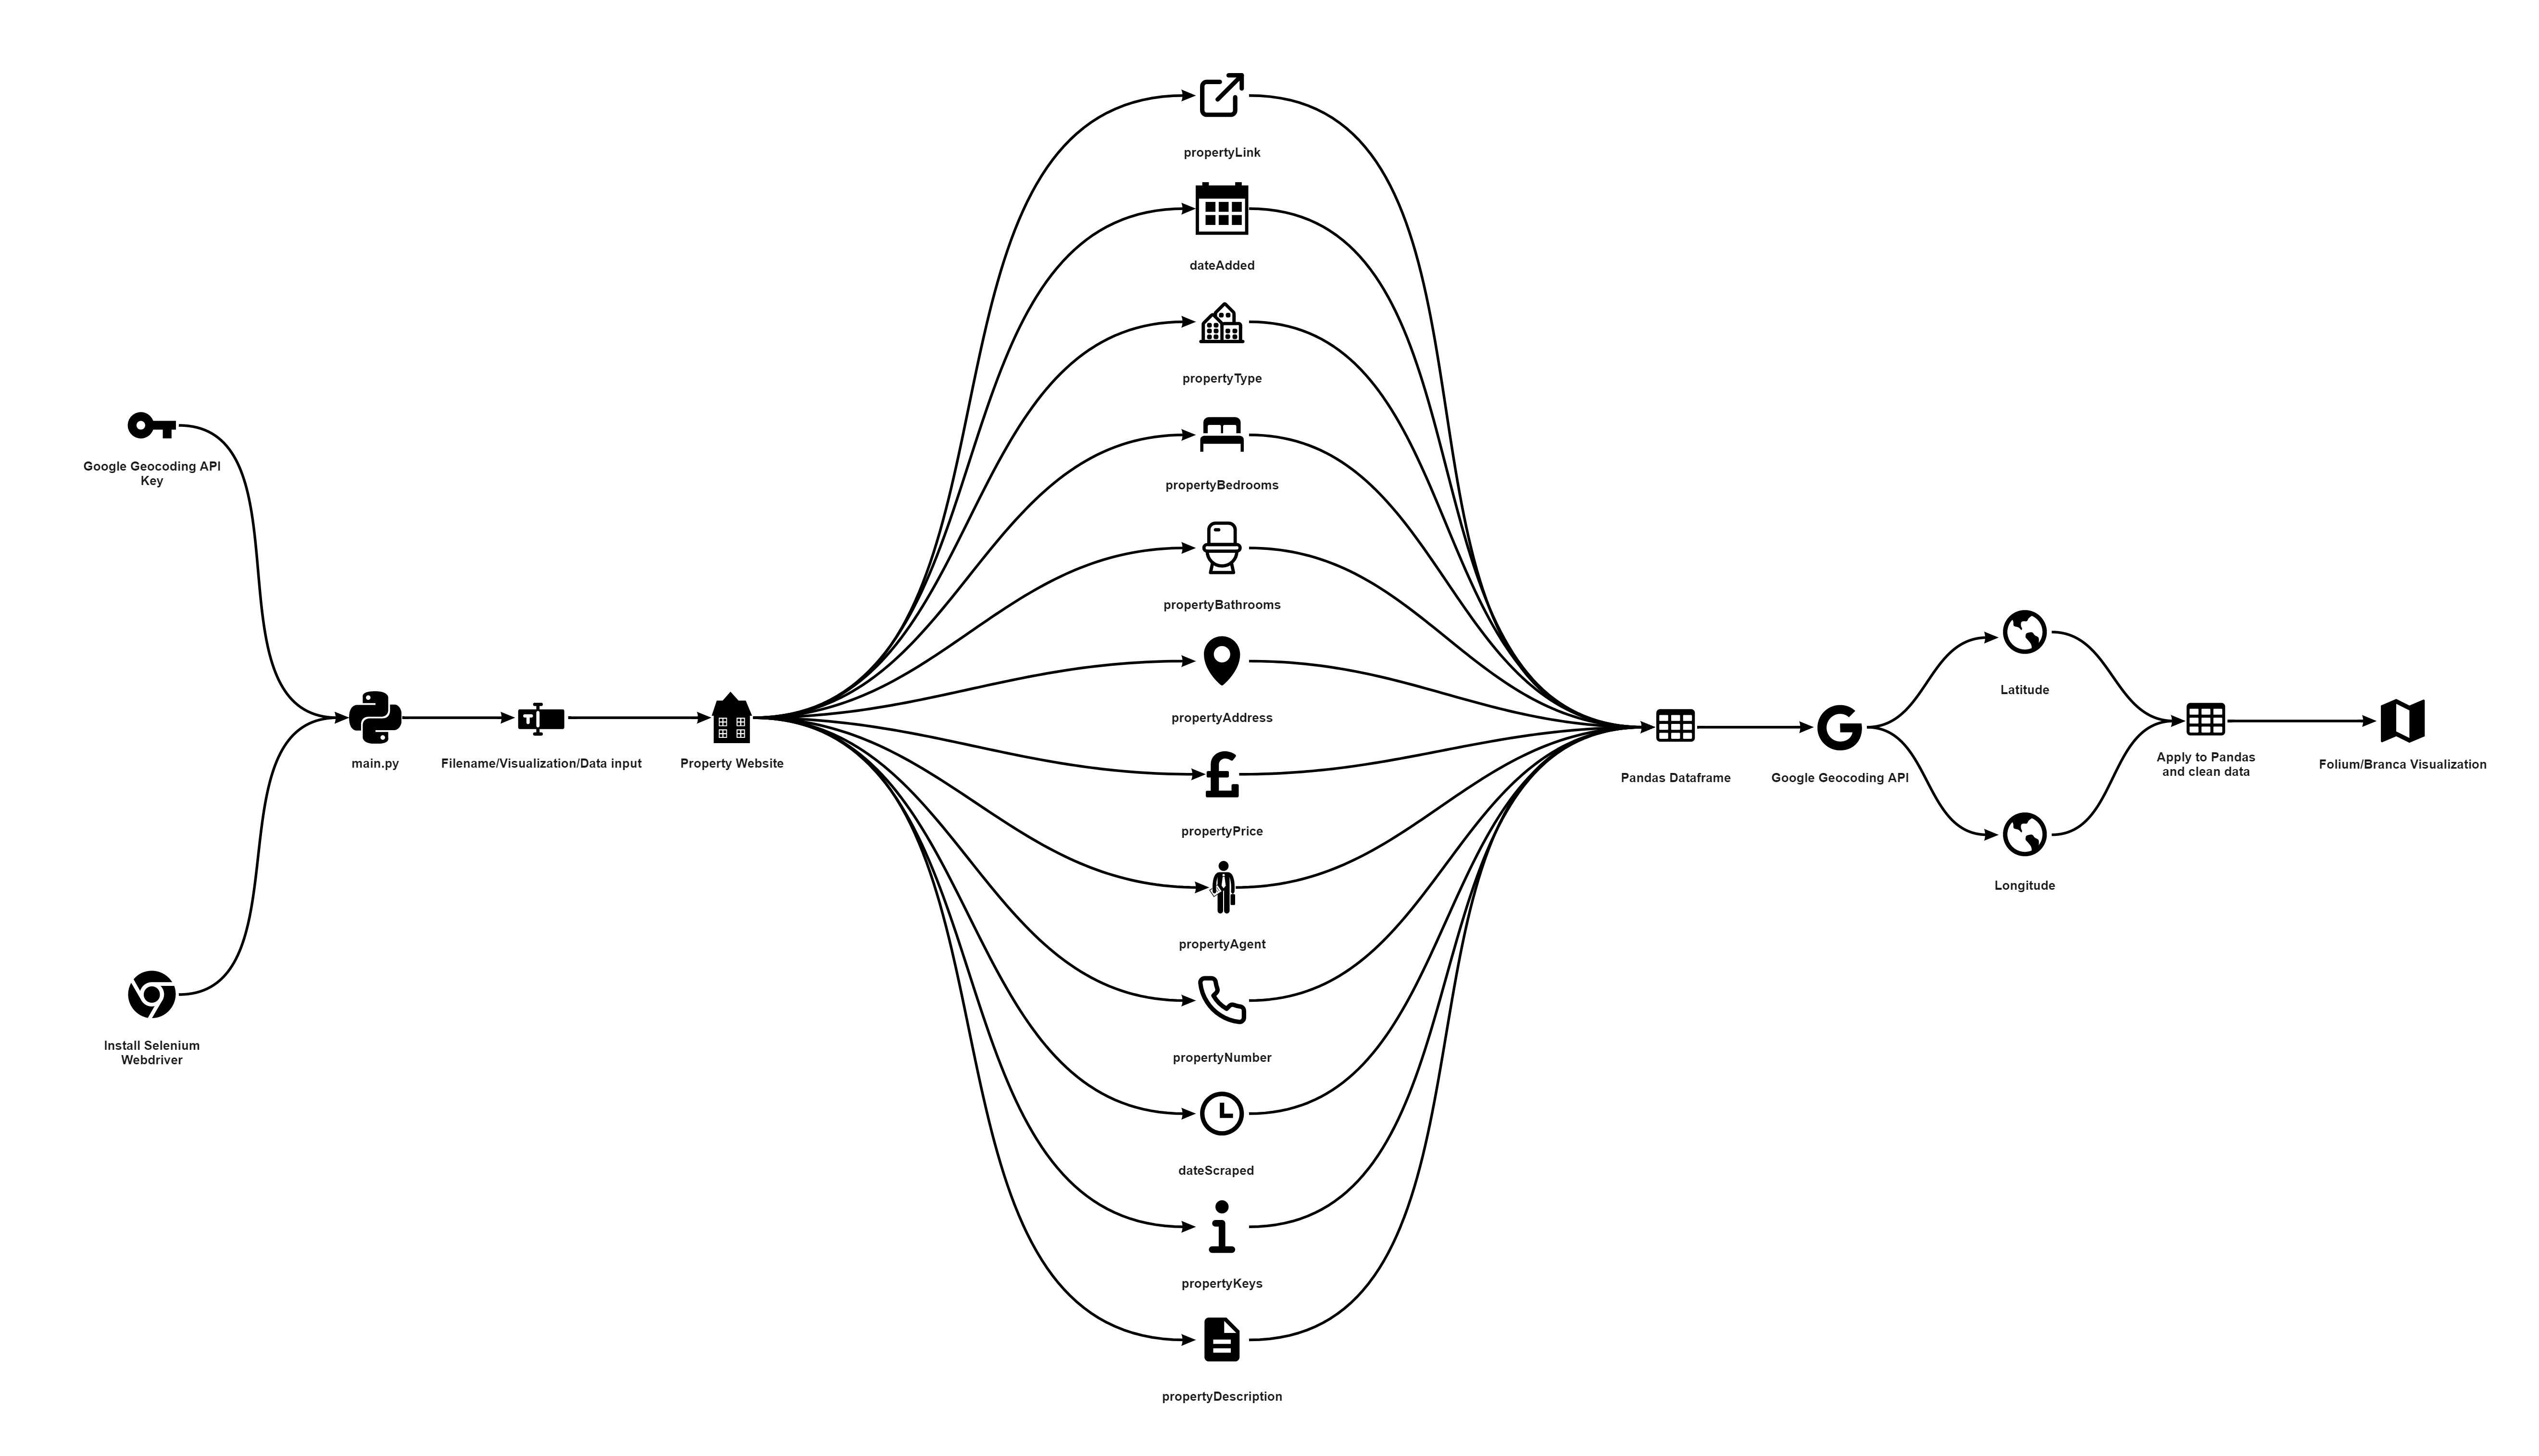 Google Geocoding API
Key
Install Selenium
Webdriver
main.py
Filename/Visualization/Data input
Property Website
propertyLink
dateAdded
propertyType
propertyBedrooms
propertyBathrooms
propertyAddress
propertyPrice
propertyAgent
propertyNumber
dateScraped
propertyKeys
propertyDescription
Pandas Dataframe
Google Geocoding API
Latitude
Longitude
Apply to Pandas
and clean data
Folium/Branca Visualization